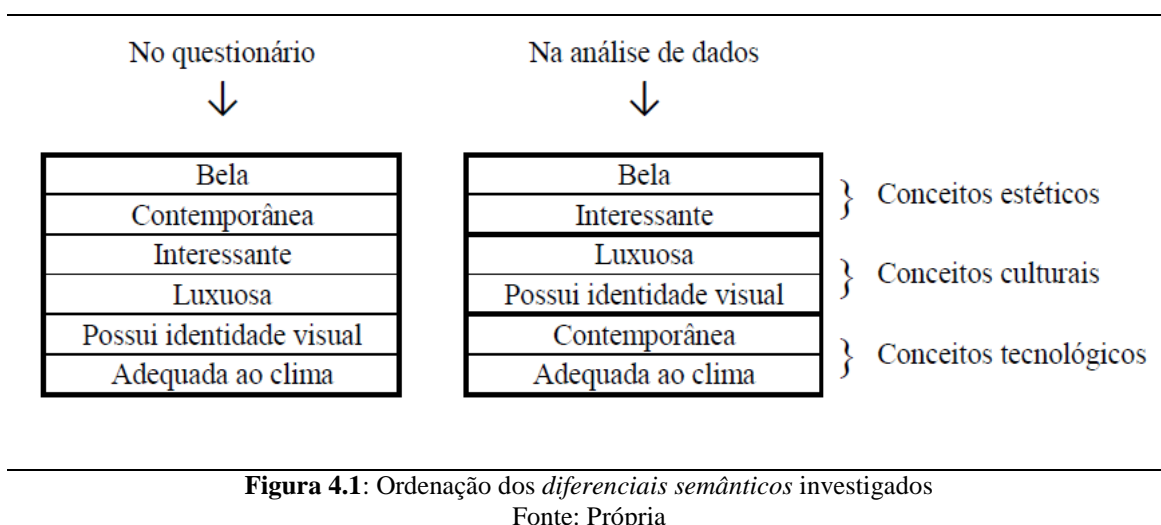 No questionário
↓
Bela
Contemporânea
Interessante
Luxuosa
Possui identidade visual
Adequada ao clima
Na análise de dados
↓
Bela
Interessante
} Conceitos estéticos
Luxuosa
Possui identidade visual
} Conceitos culturais
Contemporânea
Adequada ao clima
} Conceitos tecnológicos
Figura 4.1: Ordenação dos diferenciais semânticos investigados
Fonte: Própria